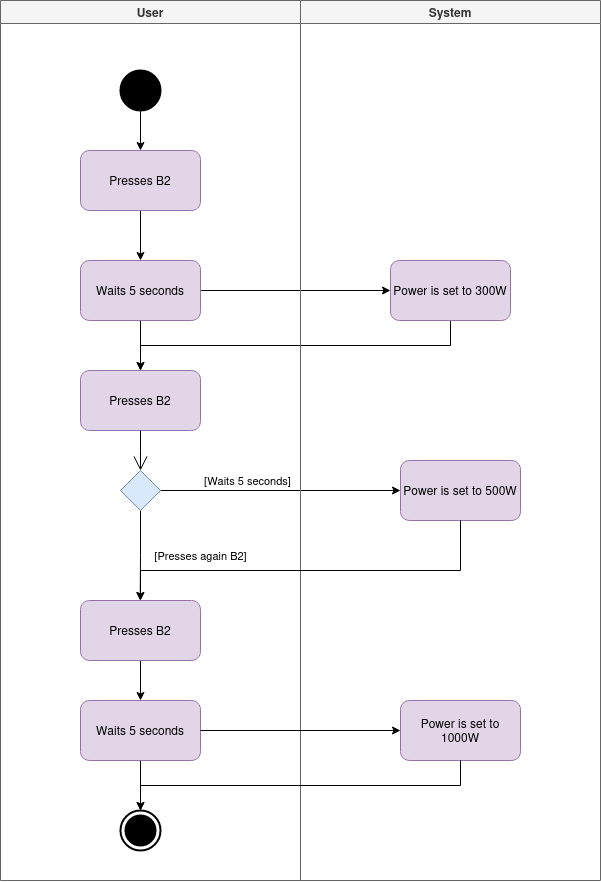 User
System
Presses B2
Waits 5 seconds
Power is set to 300W
Presses B2
[Waits 5 seconds]
Power is set to 500W
[Presses again B2]
Presses B2
Waits 5 seconds
Power is set to
1000W